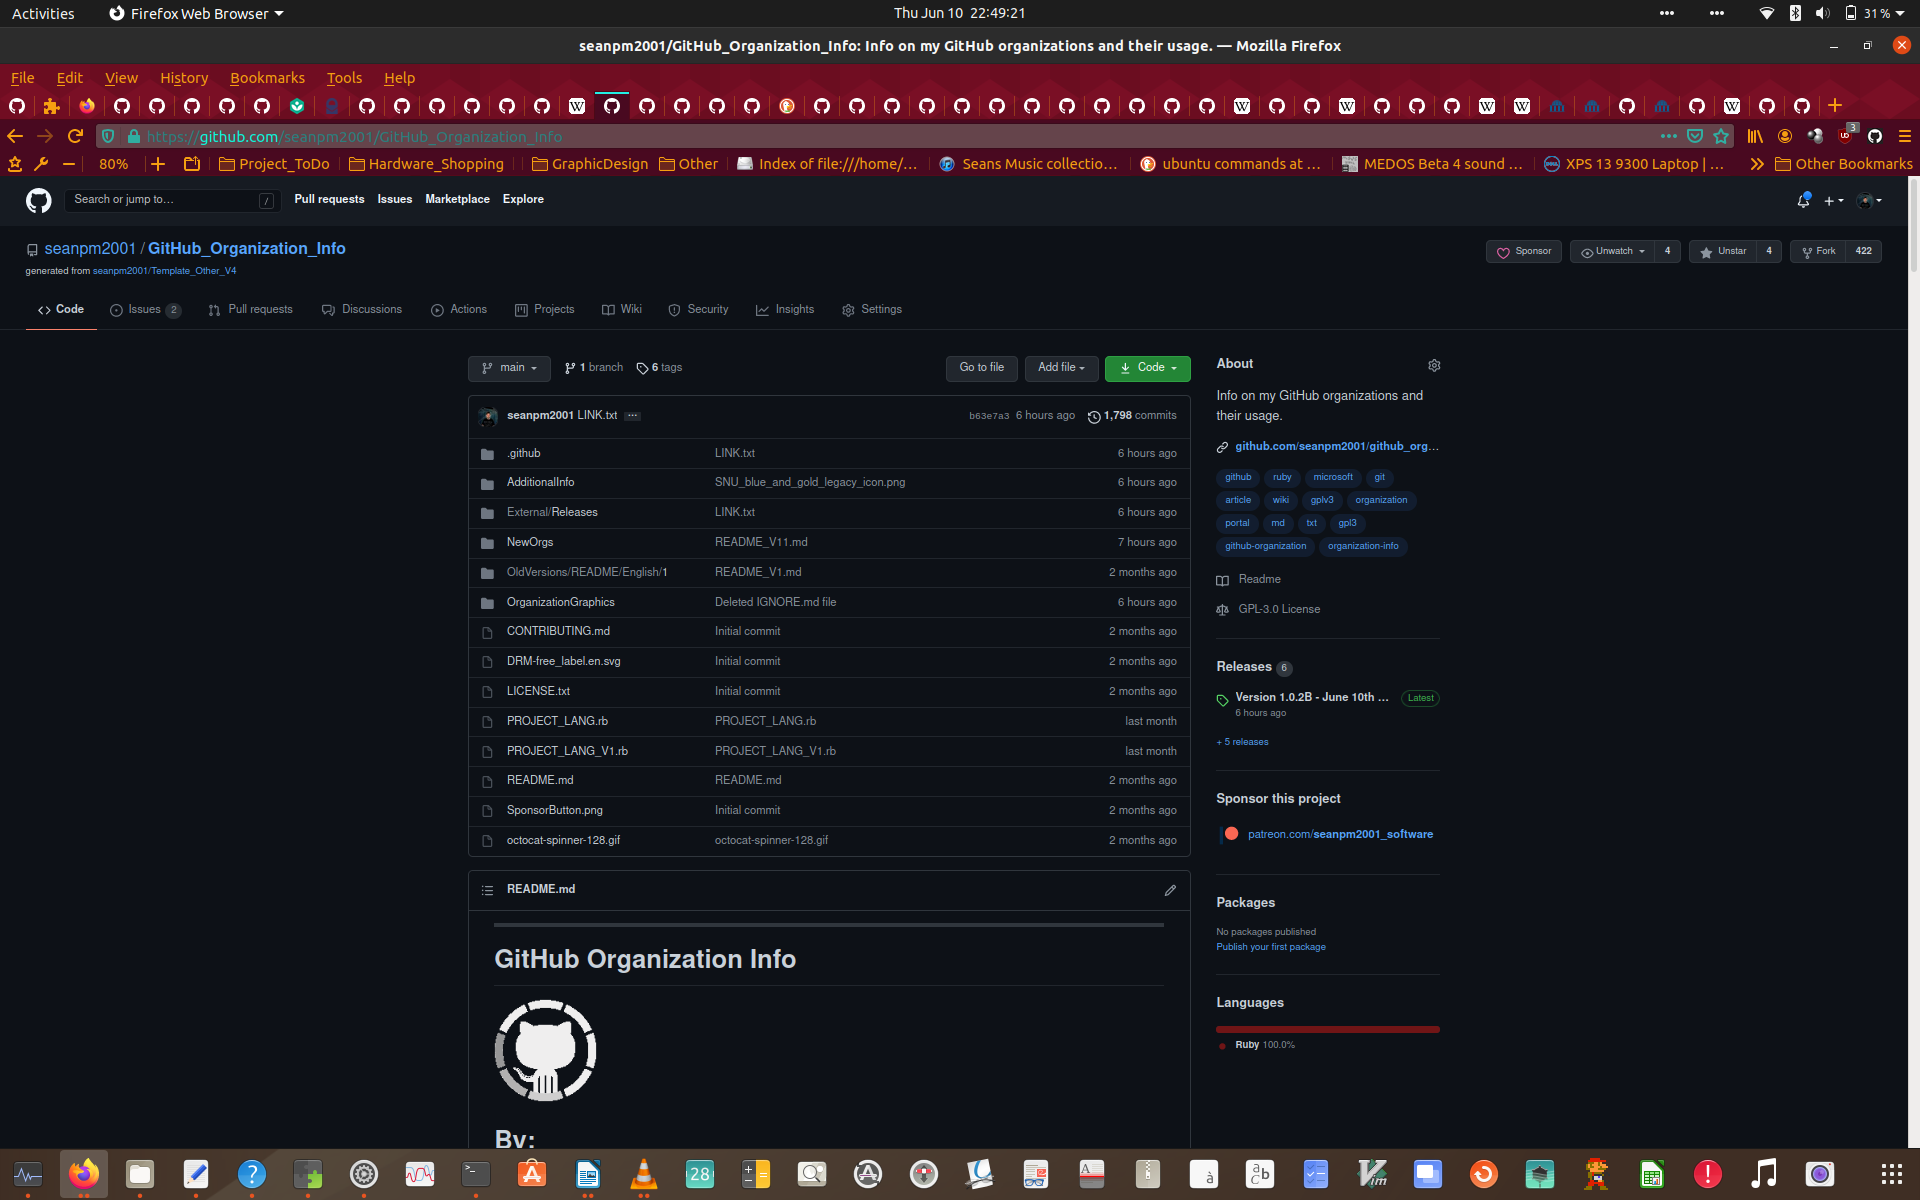 Activities Firefox Web Browser Thu Jun 10 22:49:21 31%
seanpm2001/GitHub_Organization_Info: Info on my GitHub organizations and their usage. — Mozilla Firefox
File Edit View History Bookmarks Tools Help
https://github.com/seanpm2001/GitHub_Organization_Info 3
80% Project_ToDo Hardware_Shopping GraphicDesign Other Index of file:///home/... Seans Music collectio... ubuntu commands at ... MEDOS Beta 4 sound ... XPS 13 9300 Laptop | ... Other Bookmarks
Search or jump to... / Pull requests Issues Marketplace Explore
seanpm2001 / GitHub_Organization_Info Sponsor Unwatch 4 Unstar 4 Fork 422
generated from seanpm2001/Template_Other_V4
Code Issues 2 Pull requests Discussions Actions Projects Wiki Security Insights Settings
main 1 branch 6 tags Go to file Add file Code
seanpm2001 LINK.txt ... b63e7a3 6 hours ago 1,798 commits
.github LINK.txt 6 hours ago
AdditionalInfo SNU_blue_and_gold_legacy_icon.png 6 hours ago
External/Releases LINK.txt 6 hours ago
NewOrgs README_V11.md 7 hours ago
OldVersions/README/English/1 README_V1.md 2 months ago
OrganizationGraphics Deleted IGNORE.md file 6 hours ago
CONTRIBUTING.md Initial commit 2 months ago
DRM-free_label.en.svg Initial commit 2 months ago
LICENSE.txt Initial commit 2 months ago
PROJECT_LANG.rb PROJECT_LANG.rb last month
PROJECT_LANG_V1.rb PROJECT_LANG_V1.rb last month
README.md README.md 2 months ago
SponsorButton.png Initial commit 2 months ago
octocat-spinner-128.gif octocat-spinner-128.gif 2 months ago
README.md
GitHub Organization Info
By:
About
Info on my GitHub organizations and
their usage.
github.com/seanpm2001/github_org...
github ruby microsoft git
article wiki gplv3 organization
portal md txt gpl3
github-organization organization-info
Readme
GPL-3.0 License
Releases 6
Version 1.0.2B - June 10th ... Latest
6 hours ago
+ 5 releases
Sponsor this project
patreon.com/seanpm2001_software
Packages
No packages published
Publish your first package
Languages
Ruby 100.0%
28